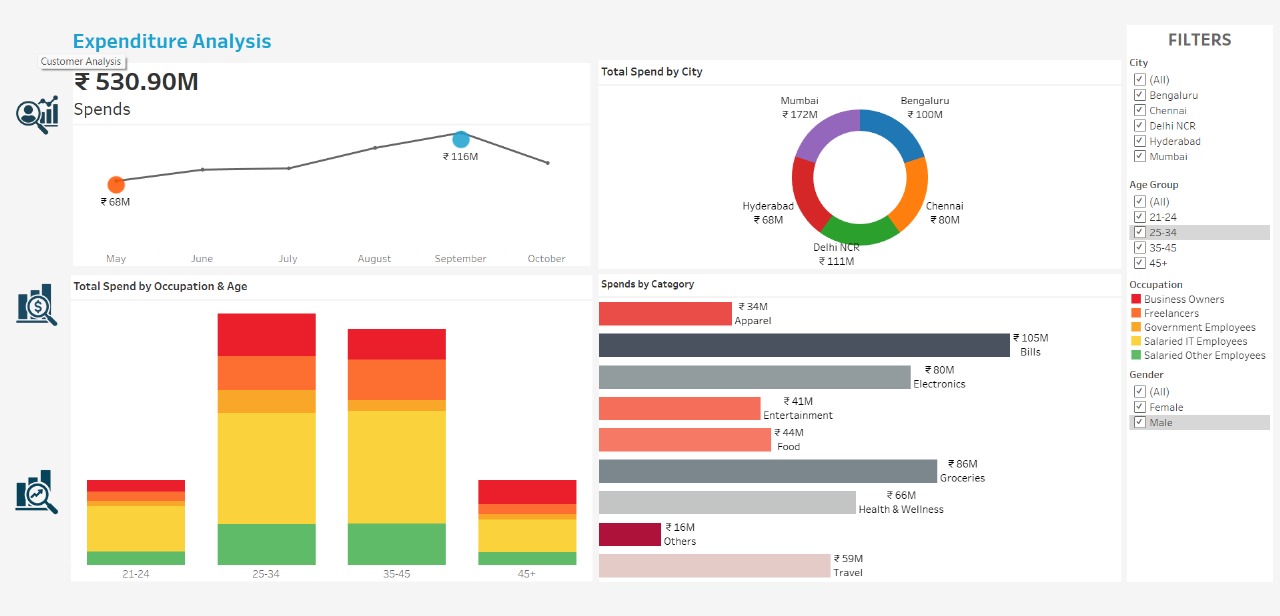 Expenditure Analysis
Customer Analysis
₹ 530.90M
Spends
₹ 68M
₹ 116M
May
June
July
August
September
October
Total Spend by City
Mumbai
₹ 172M
Bengaluru
₹ 100M
Hyderabad
₹ 68M
Chennai
₹ 80M
Delhi NCR
₹ 111M
Total Spend by Occupation & Age
21-24
25-34
35-45
45+
Spends by Category
₹ 34M
Apparel
₹ 105M
Bills
₹ 80M
Electronics
₹ 41M
Entertainment
₹ 44M
Food
₹ 86M
Groceries
₹ 66M
Health & Wellness
₹ 16M
Others
₹ 59M
Travel
FILTERS
City
(All)
Bengaluru
Chennai
Delhi NCR
Hyderabad
Mumbai
Age Group
(All)
21-24
25-34
35-45
45+
Occupation
Business Owners
Freelancers
Government Employees
Salaried IT Employees
Salaried Other Employees
Gender
(All)
Female
Male